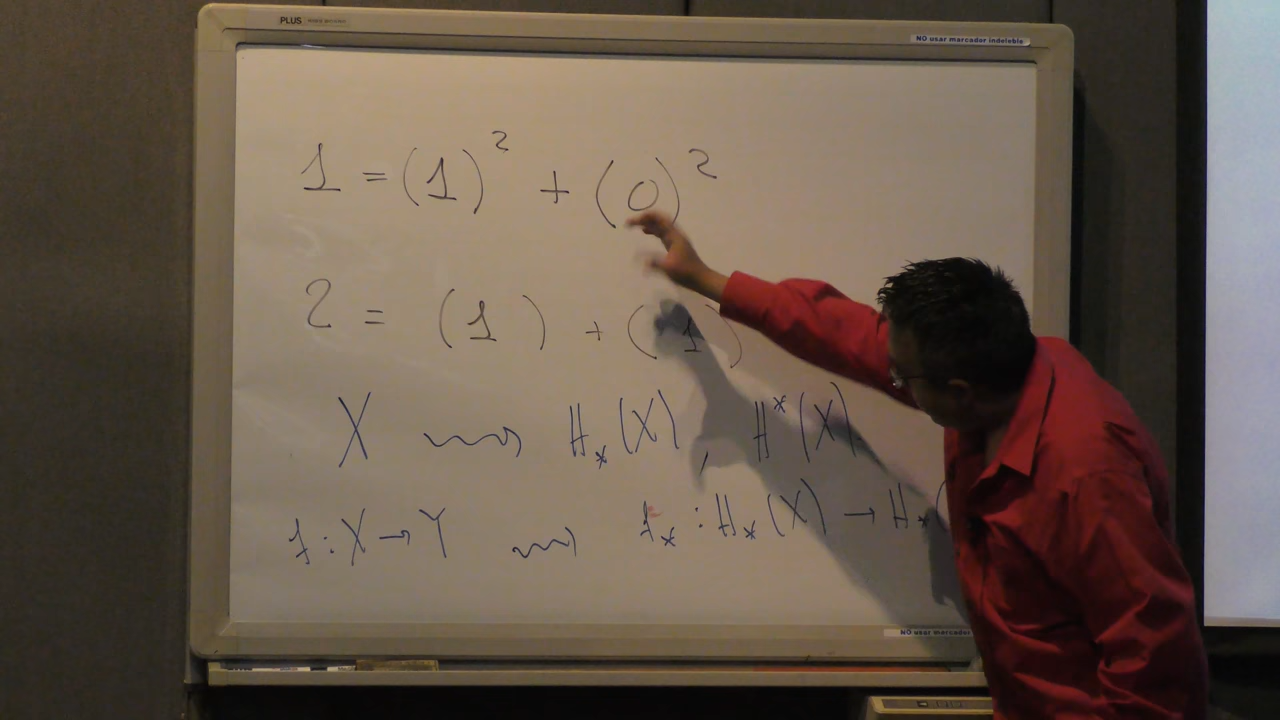 PLUS
NO usar marcador indeleble
1 = (1)² + (0)²
2 = (1) + (1)
X ⇝ H_*(X), H^*(X)
f : X → Y ⇝ f_* : H_*(X) → H_*(
NO usar marcador